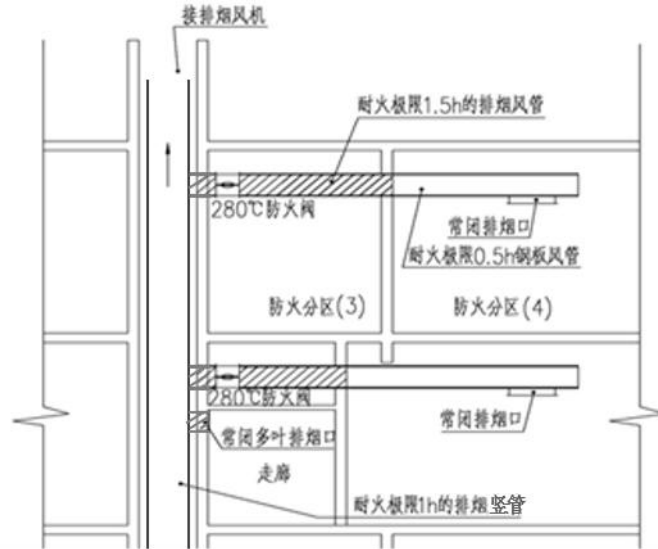 接排烟风机
耐火极限1.5h的排烟风管
280℃防火阀
常闭排烟口
耐火极限0.5h钢板风管
防火分区(3)
防火分区(4)
280℃防火阀
常闭排烟口
常闭多叶排烟口
走廊
耐火极限1h的排烟竖管